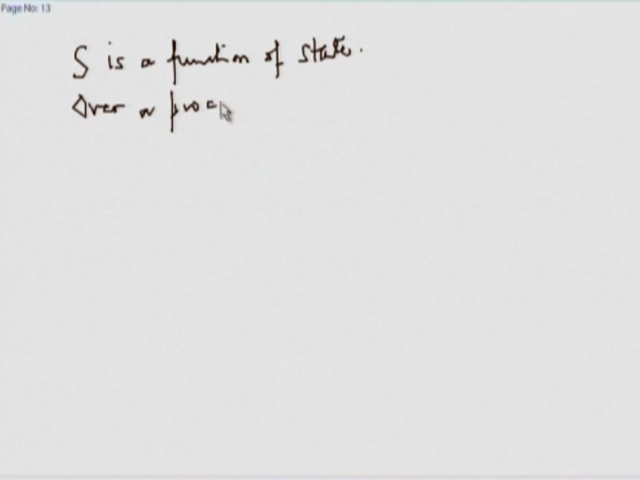 Page No: 13
S is a function of state.
Over a proc